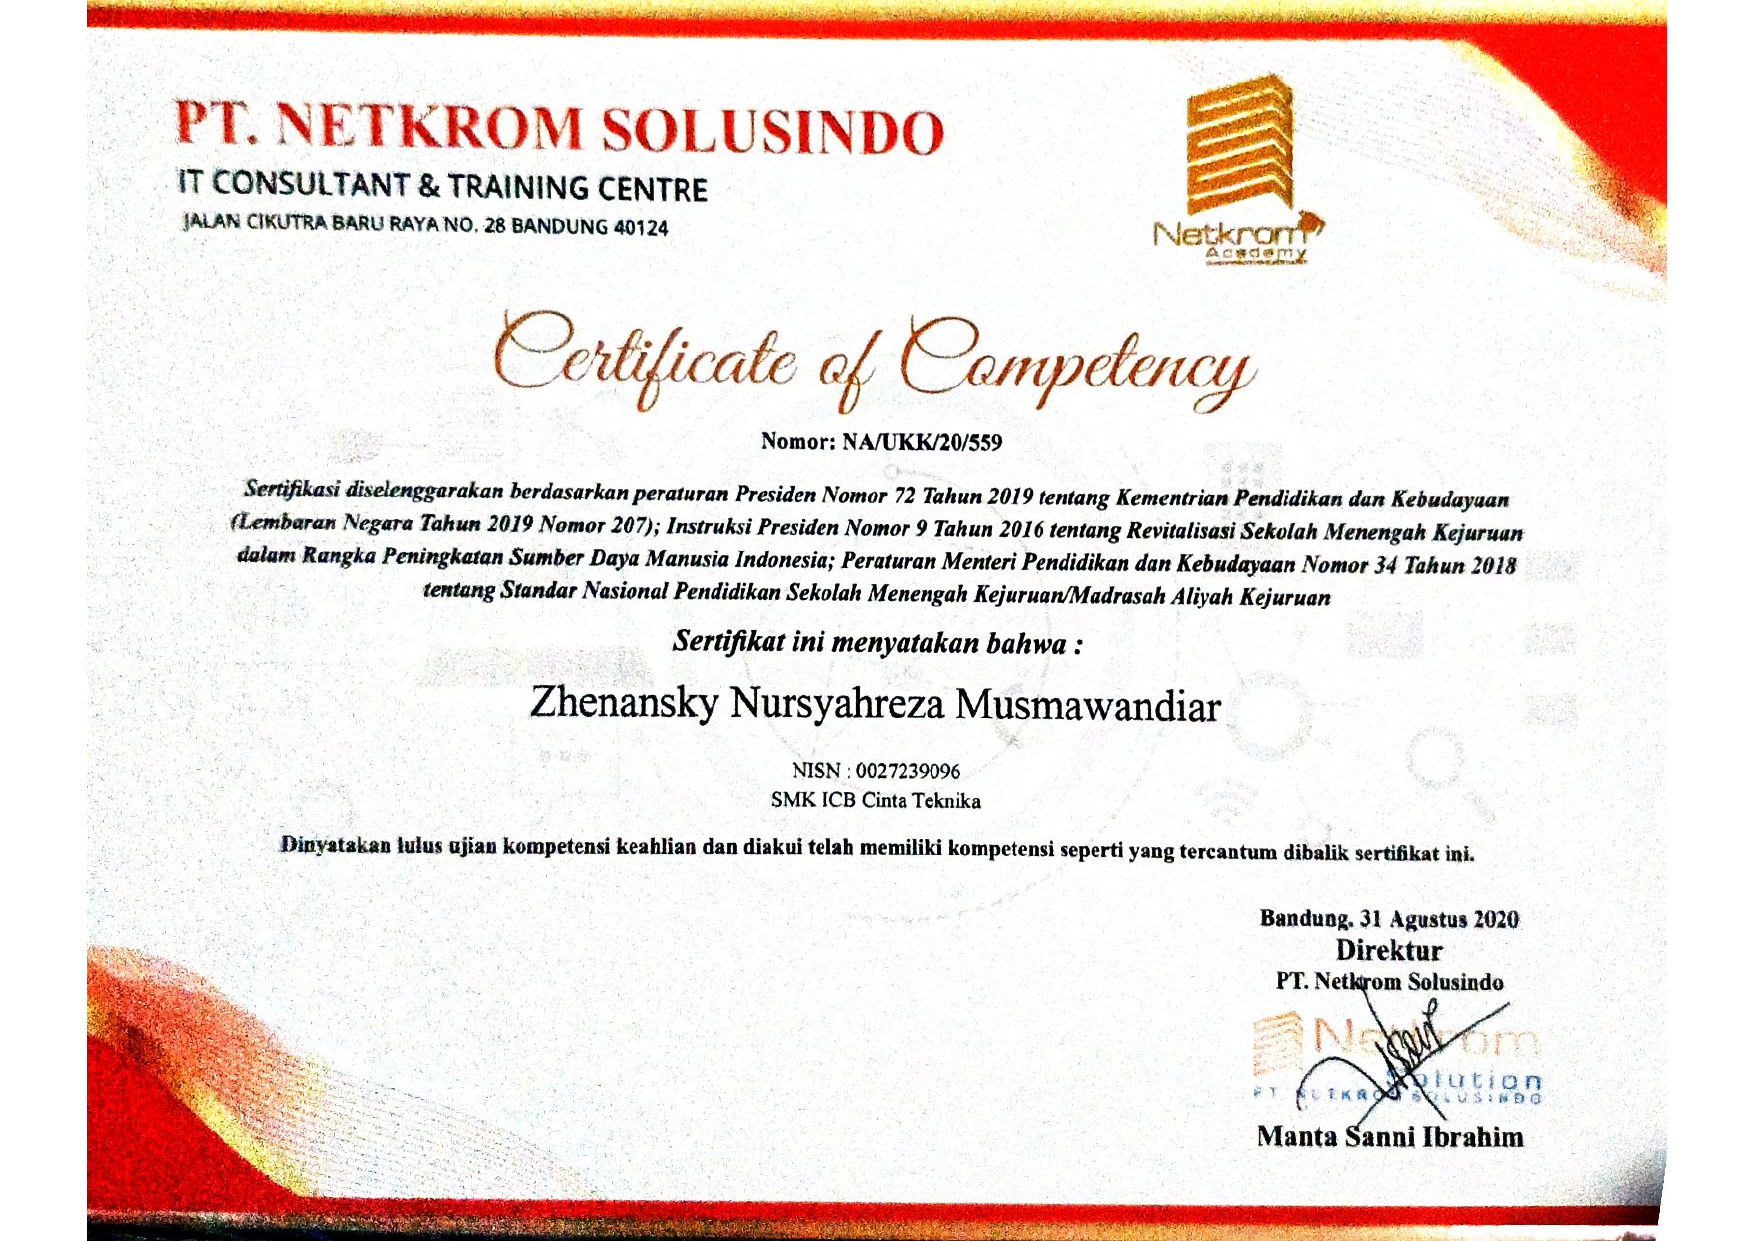 PT. NETKROM SOLUSINDO
IT CONSULTANT & TRAINING CENTRE
JALAN CIKUTRA BARU RAYA NO. 28 BANDUNG 40124
Netkrom
Academy
Certificate of Competency
Nomor: NA/UKK/20/559
Sertifikasi diselenggarakan berdasarkan peraturan Presiden Nomor 72 Tahun 2019 tentang Kementrian Pendidikan dan Kebudayaan
(Lembaran Negara Tahun 2019 Nomor 207); Instruksi Presiden Nomor 9 Tahun 2016 tentang Revitalisasi Sekolah Menengah Kejuruan
dalam Rangka Peningkatan Sumber Daya Manusia Indonesia; Peraturan Menteri Pendidikan dan Kebudayaan Nomor 34 Tahun 2018
tentang Standar Nasional Pendidikan Sekolah Menengah Kejuruan/Madrasah Aliyah Kejuruan
Sertifikat ini menyatakan bahwa :
Zhenansky Nursyahreza Musmawandiar
NISN : 0027239096
SMK ICB Cinta Teknika
Dinyatakan lulus ujian kompetensi keahlian dan diakui telah memiliki kompetensi seperti yang tercantum dibalik sertifikat ini.
Bandung, 31 Agustus 2020
Direktur
PT. Netkrom Solusindo
Netkrom
Solution
PT NETKROM SOLUSINDO
Manta Sanni Ibrahim